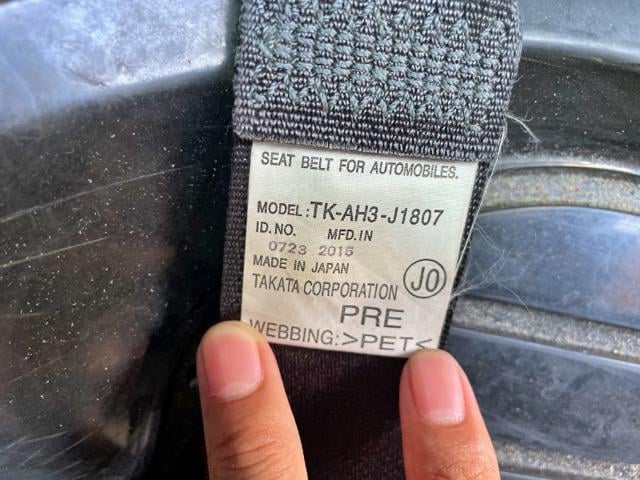 SEAT BELT FOR AUTOMOBILES.
MODEL:TK-AH3-J1807
ID.NO. MFD.IN
0723 2015
MADE IN JAPAN
TAKATA CORPORATION JO
PRE
WEBBING:>PET<